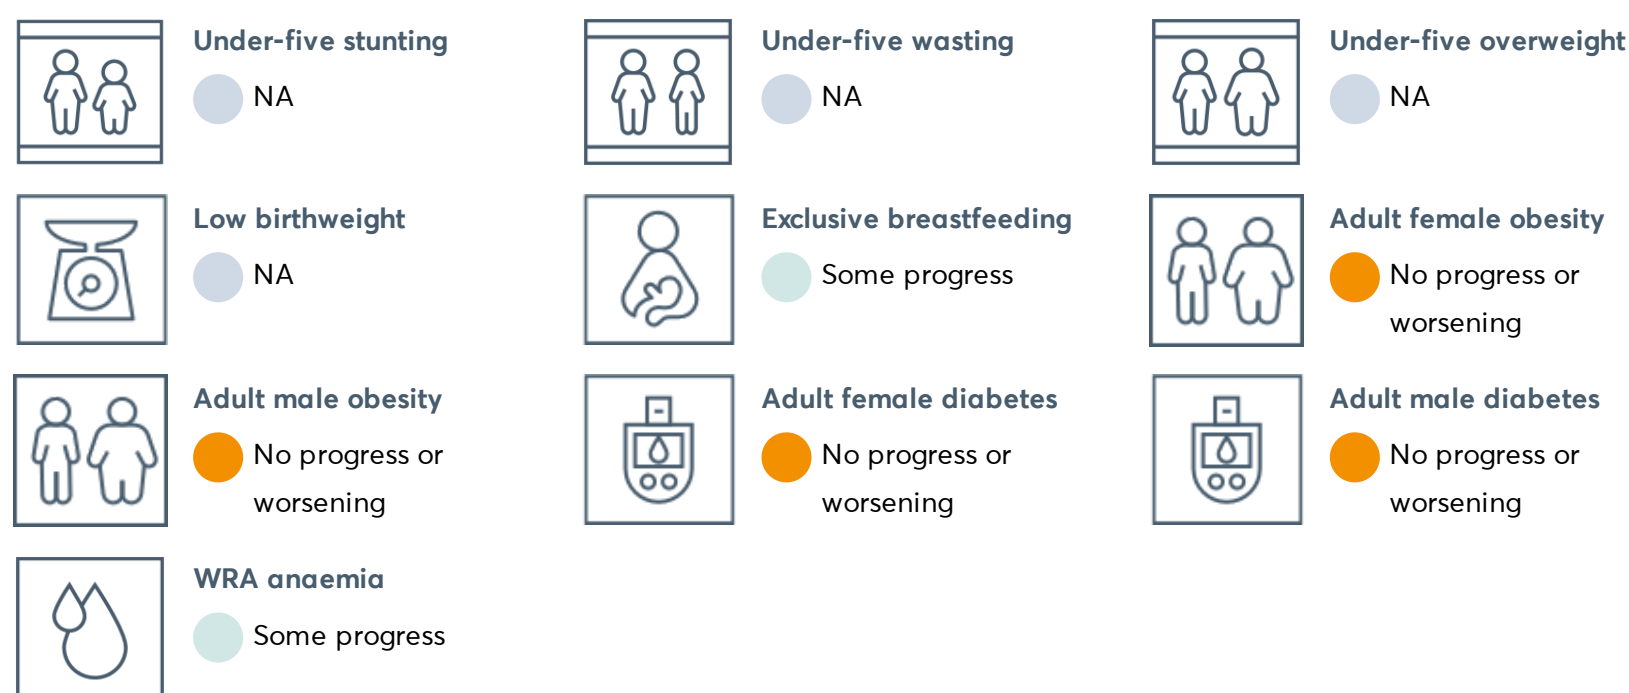 Under-five stunting
NA
Under-five wasting
NA
Under-five overweight
NA
Low birthweight
NA
Exclusive breastfeeding
Some progress
Adult female obesity
No progress or
worsening
Adult male obesity
No progress or
worsening
Adult female diabetes
No progress or
worsening
Adult male diabetes
No progress or
worsening
WRA anaemia
Some progress